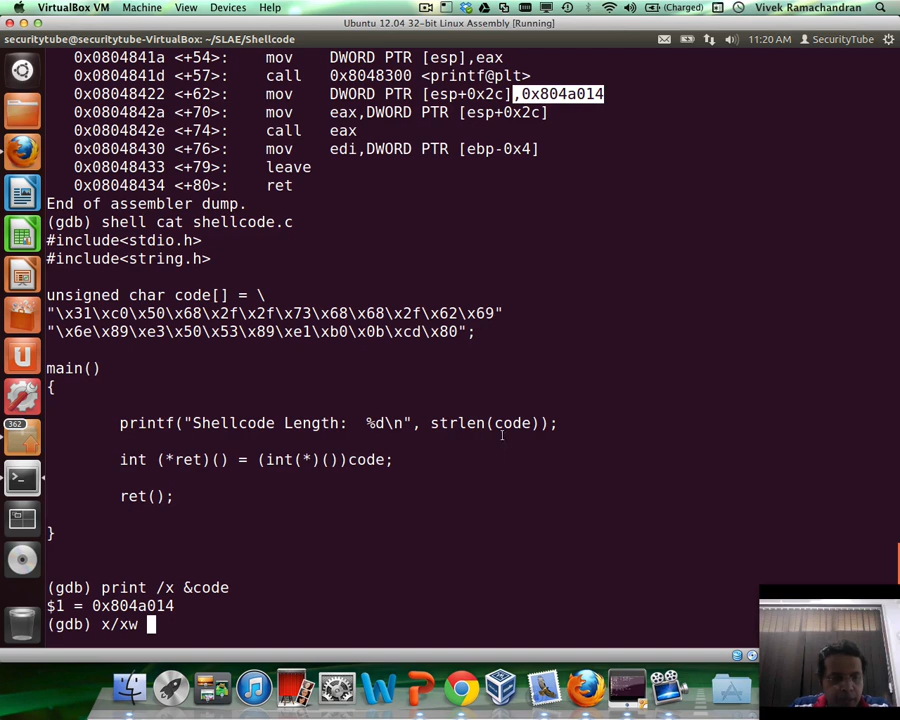 VirtualBox VM Machine Devices Help (Charged) Vivek Ramachandran
Ubuntu 12.04 32-bit Linux Assembly [Running]
securitytube@securitytube-VirtualBox: ~/SLAE/Shellcode 11:20 AM SecurityTube
0x0804841a <+54>: mov DWORD PTR [esp],eax
0x0804841d <+57>: call 0x8048300 <printf@plt>
0x08048422 <+62>: mov DWORD PTR [esp+0x2c],0x804a014
0x0804842a <+70>: mov eax,DWORD PTR [esp+0x2c]
0x0804842e <+74>: call eax
0x08048430 <+76>: mov edi,DWORD PTR [ebp-0x4]
0x08048433 <+79>: leave
0x08048434 <+80>: ret
End of assembler dump.
(gdb) shell cat shellcode.c
#include<stdio.h>
#include<string.h>
unsigned char code[] = \
"\x31\xc0\x50\x68\x2f\x2f\x73\x68\x68\x2f\x62\x69"
"\x6e\x89\xe3\x50\x53\x89\xe1\xb0\x0b\xcd\x80";
main()
{
printf("Shellcode Length:  %d\n", strlen(code));
int (*ret)() = (int(*)())code;
ret();
}
(gdb) print /x &code
$1 = 0x804a014
(gdb) x/xw
362